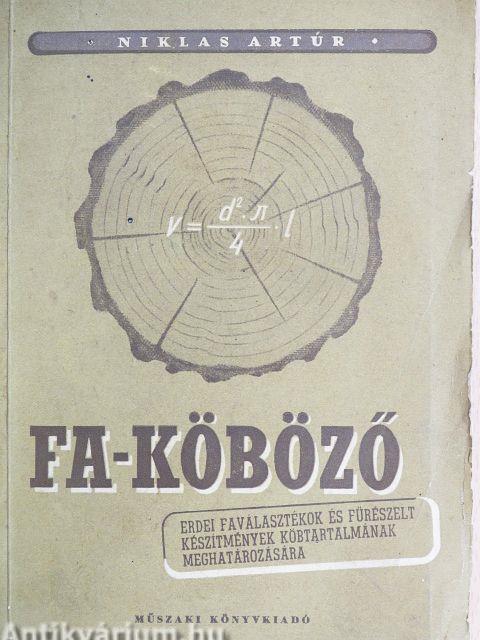 • NIKLAS ARTÚR •
V = d². π / 4 · l
FA-KÖBÖZŐ
ERDEI FAVÁLASZTÉKOK ÉS FŰRÉSZELT
KÉSZÍTMÉNYEK KÖBTARTALMÁNAK
MEGHATÁROZÁSÁRA
MŰSZAKI KÖNYVKIADÓ
Antikvárium.hu